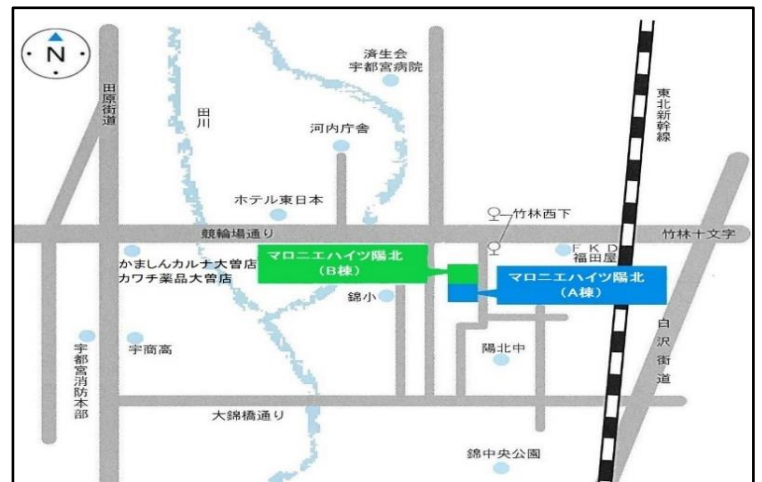 N
済生会
宇都宮病院
田原街道
田川
東北新幹線
河内庁舎
ホテル東日本
竹林西下
競輪場通り
竹林十文字
FKD
福田屋
かましんカルナ大曽店
カワチ薬品大曽店
マロニエハイツ陽北
（B棟）
マロニエハイツ陽北
（A棟）
錦小
宇都宮消防本部
宇商高
陽北中
白沢街道
大錦橋通り
錦中央公園